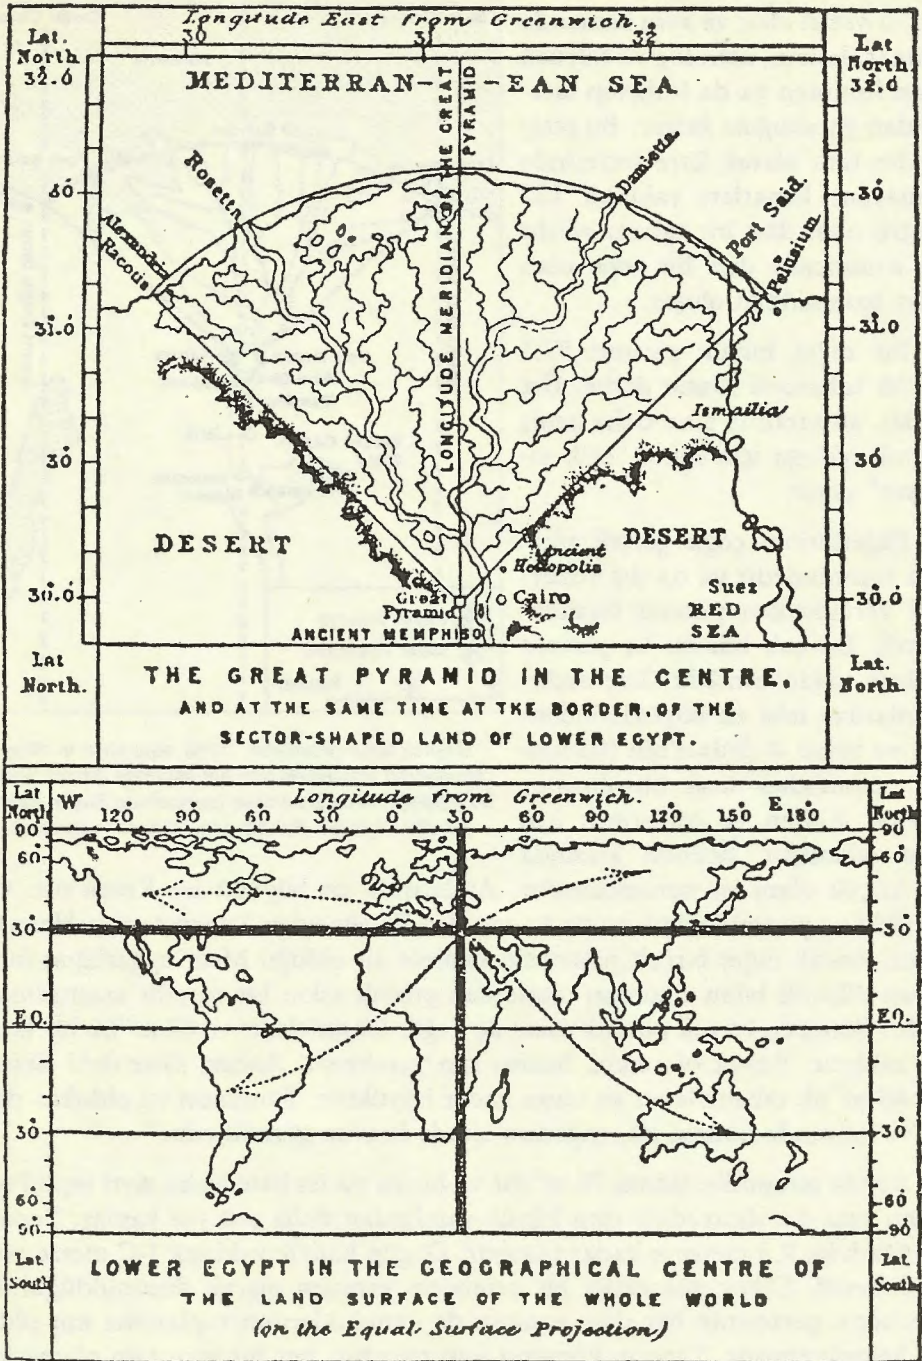 Longitude East from Greenwich.
30 31 32
Lat. North
Lat North
32.0
32.0
MEDITERRAN- -EAN SEA
LONGITUDE MERIDIAN OF THE GREAT PYRAMID
Rosetta
Damietta
Port Said
Pelusium
Alexandria
Racotis
30
30
31.0
31.0
Ismailia
30
30
DESERT
DESERT
Ancient Heliopolis
30.0
30.0
Great Pyramid
Cairo
Suez
RED SEA
ANCIENT MEMPHIS
Lat North.
Lat North.
THE GREAT PYRAMID IN THE CENTRE,
AND AT THE SAME TIME AT THE BORDER, OF THE
SECTOR-SHAPED LAND OF LOWER EGYPT.
Lat North
W
Longitude from Greenwich.
E
Lat North
120° 90° 60° 30° 0° 30° 60° 90° 120° 150° 180°
90°
90
60°
60°
30°
30°
EQ.
EQ.
30
30
60
60
90°
90°
Lat South
Lat South
LOWER EGYPT IN THE GEOGRAPHICAL CENTRE OF
THE LAND SURFACE OF THE WHOLE WORLD
(on the Equal Surface Projection)